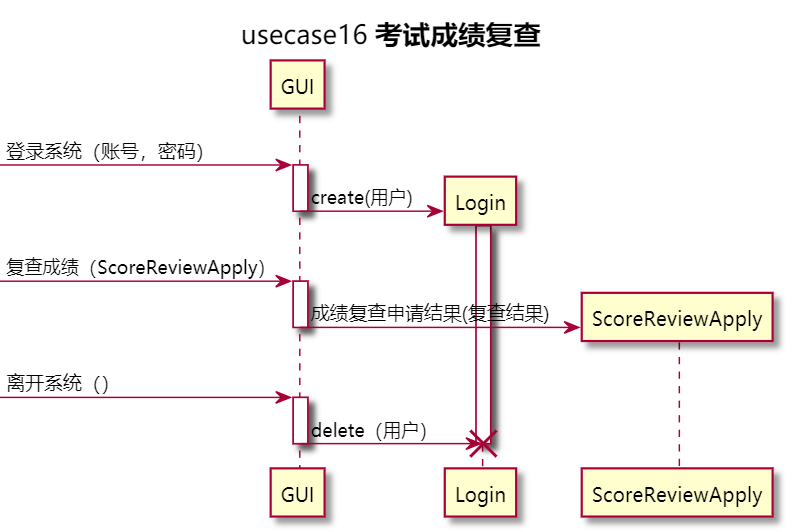 usecase16 考试成绩复查
GUI
登录系统（账号，密码）
create(用户)
Login
复查成绩（ScoreReviewApply）
成绩复查申请结果(复查结果)
ScoreReviewApply
离开系统（）
delete（用户）
GUI
Login
ScoreReviewApply